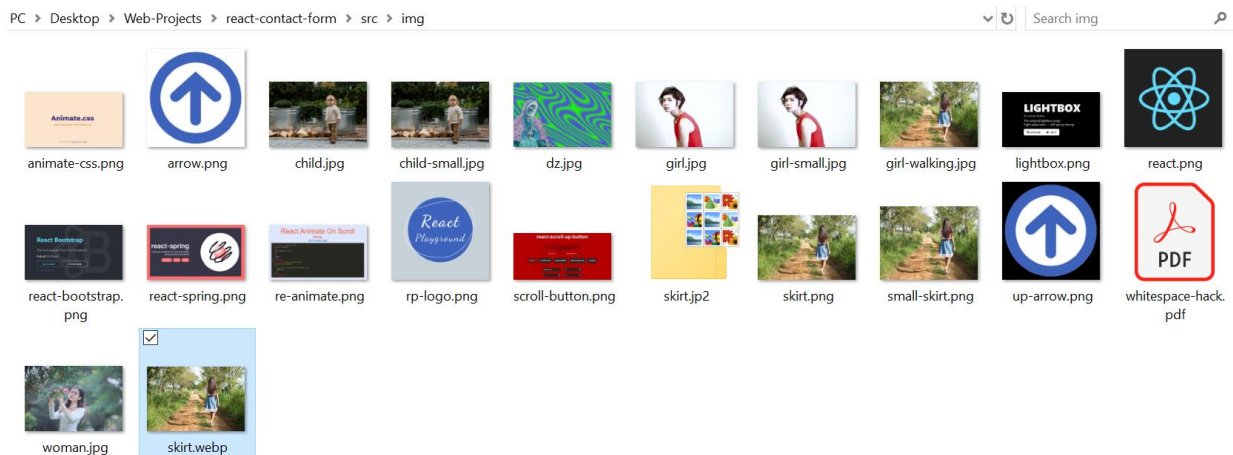 PC > Desktop > Web-Projects > react-contact-form > src > img
Search img
Animate.css
LIGHTBOX
animate-css.png
arrow.png
child.jpg
child-small.jpg
dz.jpg
girl.jpg
girl-small.jpg
girl-walking.jpg
lightbox.png
react.png
React Bootstrap
react-spring
React Animate On Scroll
React
Playground
react-scroll-up-button
PDF
react-bootstrap.
png
react-spring.png
re-animate.png
rp-logo.png
scroll-button.png
skirt.jp2
skirt.png
small-skirt.png
up-arrow.png
whitespace-hack.
pdf
woman.jpg
skirt.webp